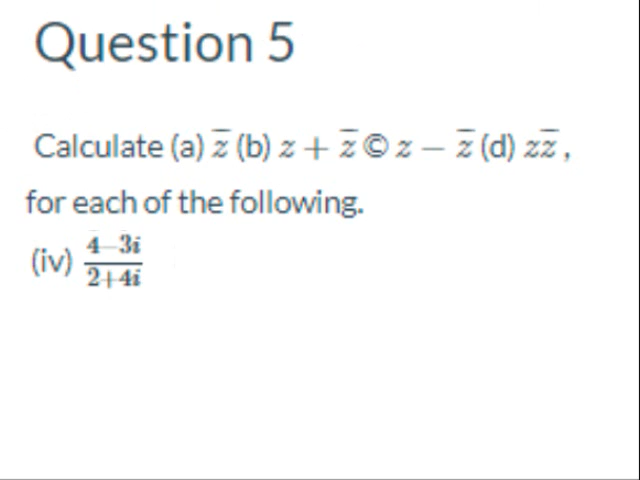 Question 5
Calculate (a) z̅ (b) z + z̅ © z − z̅ (d) zz̅ ,
for each of the following.
(iv) 4−3i / 2+4i